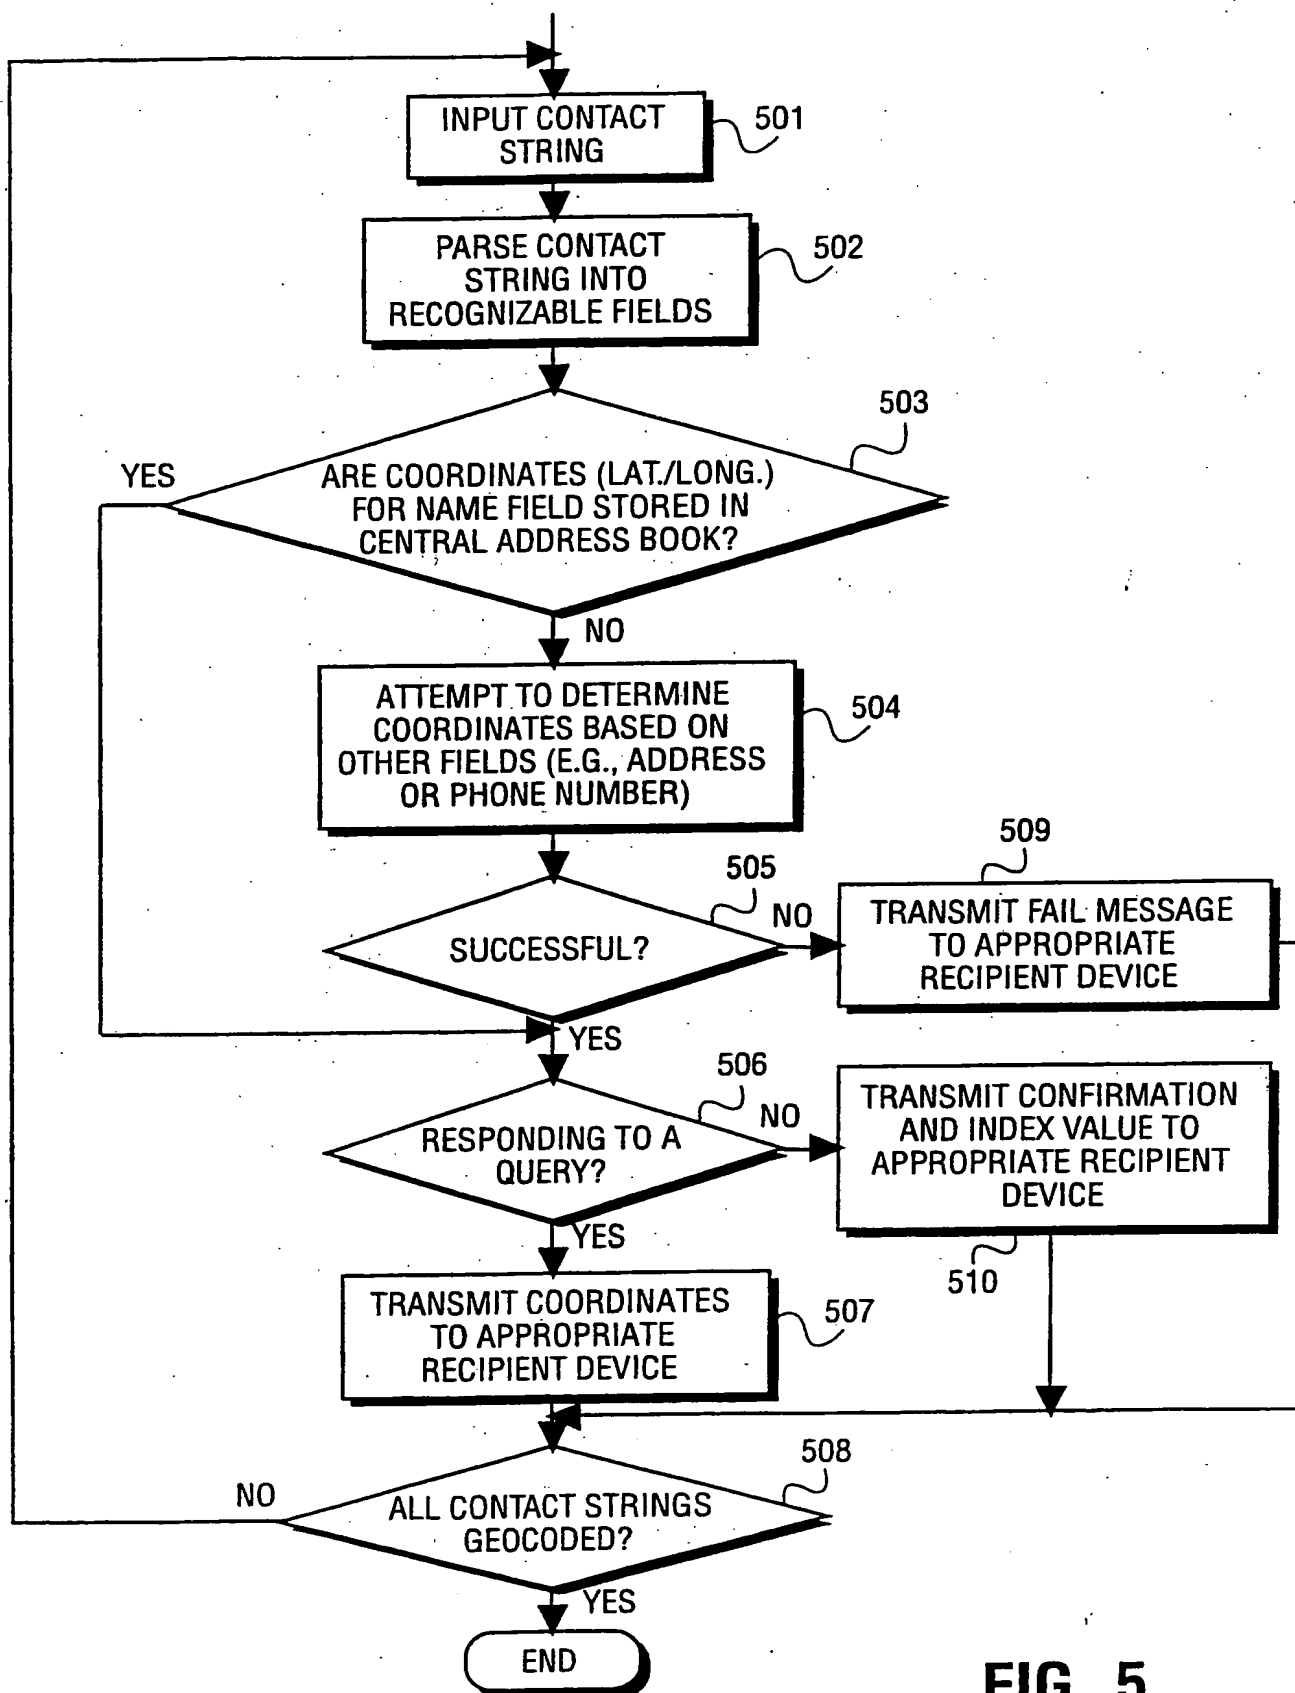 INPUT CONTACT
STRING
501
PARSE CONTACT
STRING INTO
RECOGNIZABLE FIELDS
502
503
YES
ARE COORDINATES (LAT./LONG.)
FOR NAME FIELD STORED IN
CENTRAL ADDRESS BOOK?
NO
ATTEMPT TO DETERMINE
COORDINATES BASED ON
OTHER FIELDS (E.G., ADDRESS
OR PHONE NUMBER)
504
505
SUCCESSFUL?
NO
509
TRANSMIT FAIL MESSAGE
TO APPROPRIATE
RECIPIENT DEVICE
YES
506
RESPONDING TO A
QUERY?
NO
TRANSMIT CONFIRMATION
AND INDEX VALUE TO
APPROPRIATE RECIPIENT
DEVICE
510
YES
TRANSMIT COORDINATES
TO APPROPRIATE
RECIPIENT DEVICE
507
508
NO
ALL CONTACT STRINGS
GEOCODED?
YES
END
FIG. 5